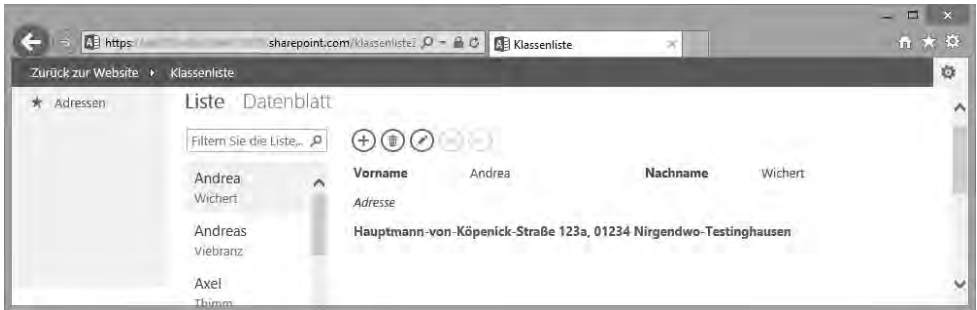 https:/ sharepoint.com/klassenliste
Klassenliste
Zurück zur Website ▸ Klassenliste
★ Adressen
Liste Datenblatt
Filtern Sie die Liste...
Andrea
Wichert
Andreas
Viebranz
Axel
Thimm
Vorname Andrea Nachname Wichert
Adresse
Hauptmann-von-Köpenick-Straße 123a, 01234 Nirgendwo-Testinghausen